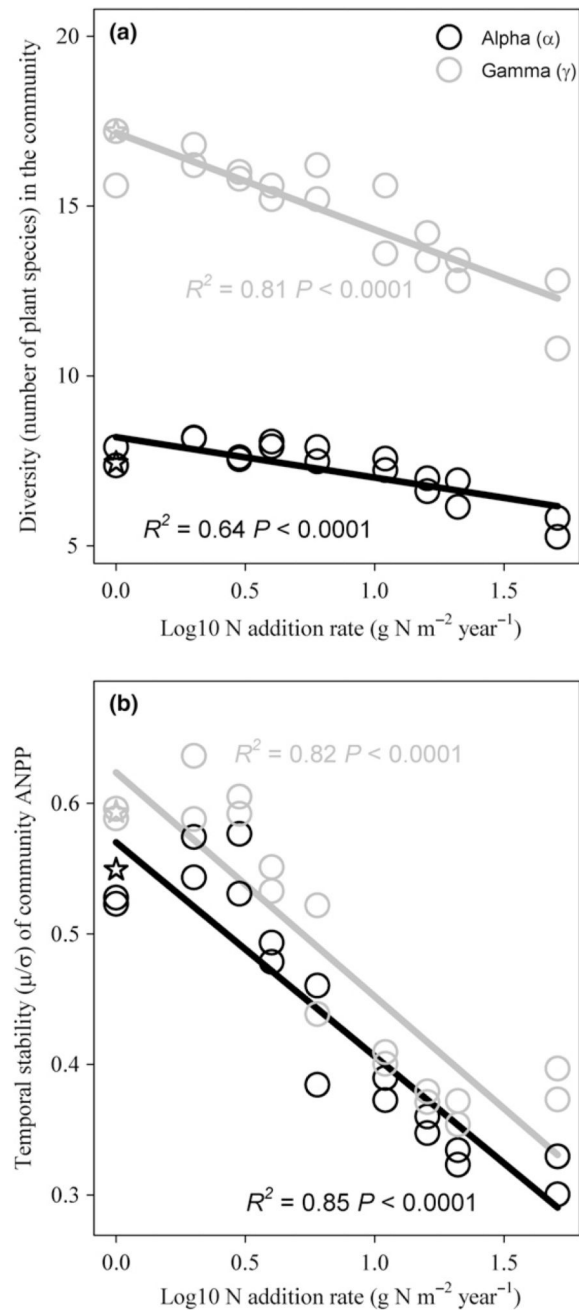 (a)
Alpha (α)
Gamma (γ)
Diversity (number of plant species) in the community
20
15
10
5
R² = 0.81 P < 0.0001
R² = 0.64 P < 0.0001
0.0 0.5 1.0 1.5
Log10 N addition rate (g N m⁻² year⁻¹)
(b)
Temporal stability (μ/σ) of community ANPP
0.6
0.5
0.4
0.3
R² = 0.82 P < 0.0001
R² = 0.85 P < 0.0001
0.0 0.5 1.0 1.5
Log10 N addition rate (g N m⁻² year⁻¹)